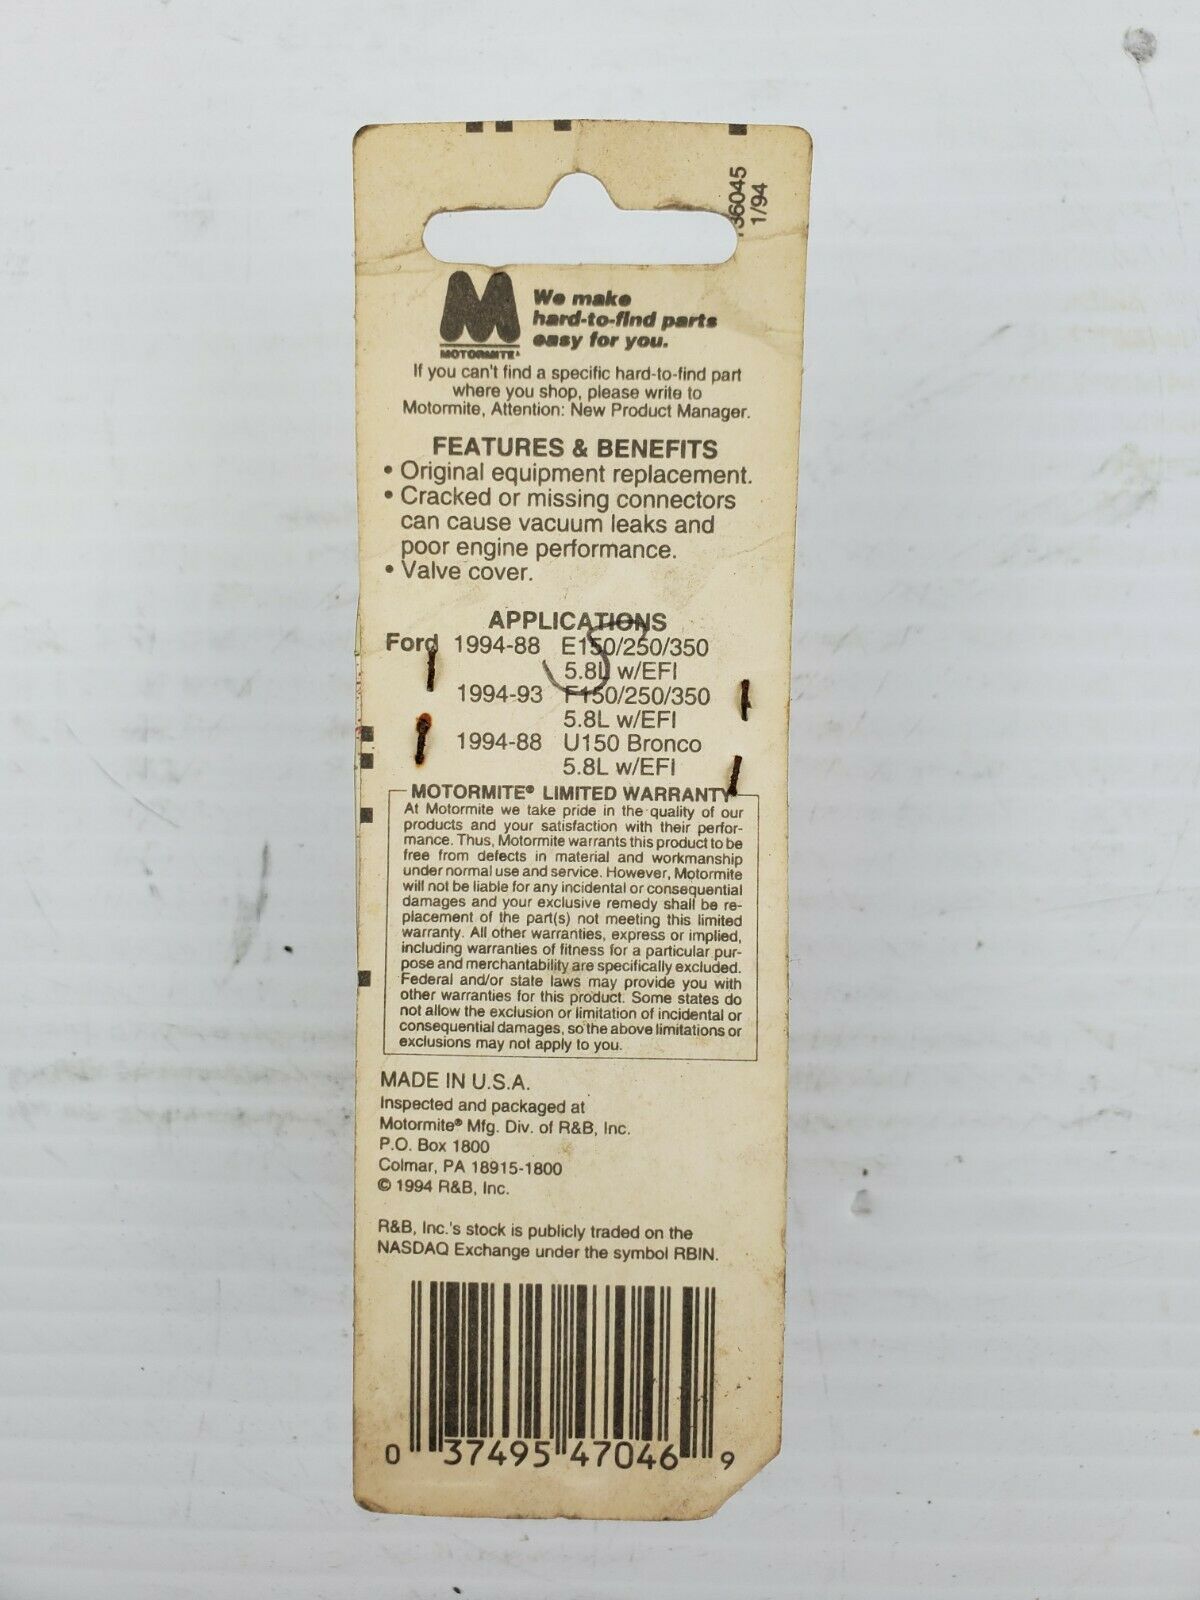 36045
1/94
M
MOTORMITE®
We make
hard-to-find parts
easy for you.
If you can't find a specific hard-to-find part
where you shop, please write to
Motormite, Attention: New Product Manager.
FEATURES & BENEFITS
• Original equipment replacement.
• Cracked or missing connectors
can cause vacuum leaks and
poor engine performance.
• Valve cover.
APPLICATIONS
Ford 1994-88 E150/250/350
5.8L w/EFI
1994-93 F150/250/350
5.8L w/EFI
1994-88 U150 Bronco
5.8L w/EFI
MOTORMITE® LIMITED WARRANTY
At Motormite we take pride in the quality of our
products and your satisfaction with their perfor-
mance. Thus, Motormite warrants this product to be
free from defects in material and workmanship
under normal use and service. However, Motormite
will not be liable for any incidental or consequential
damages and your exclusive remedy shall be re-
placement of the part(s) not meeting this limited
warranty. All other warranties, express or implied,
including warranties of fitness for a particular pur-
pose and merchantability are specifically excluded.
Federal and/or state laws may provide you with
other warranties for this product. Some states do
not allow the exclusion or limitation of incidental or
consequential damages, so the above limitations or
exclusions may not apply to you.
MADE IN U.S.A.
Inspected and packaged at
Motormite® Mfg. Div. of R&B, Inc.
P.O. Box 1800
Colmar, PA 18915-1800
© 1994 R&B, Inc.
R&B, Inc.'s stock is publicly traded on the
NASDAQ Exchange under the symbol RBIN.
0 37495 47046 9